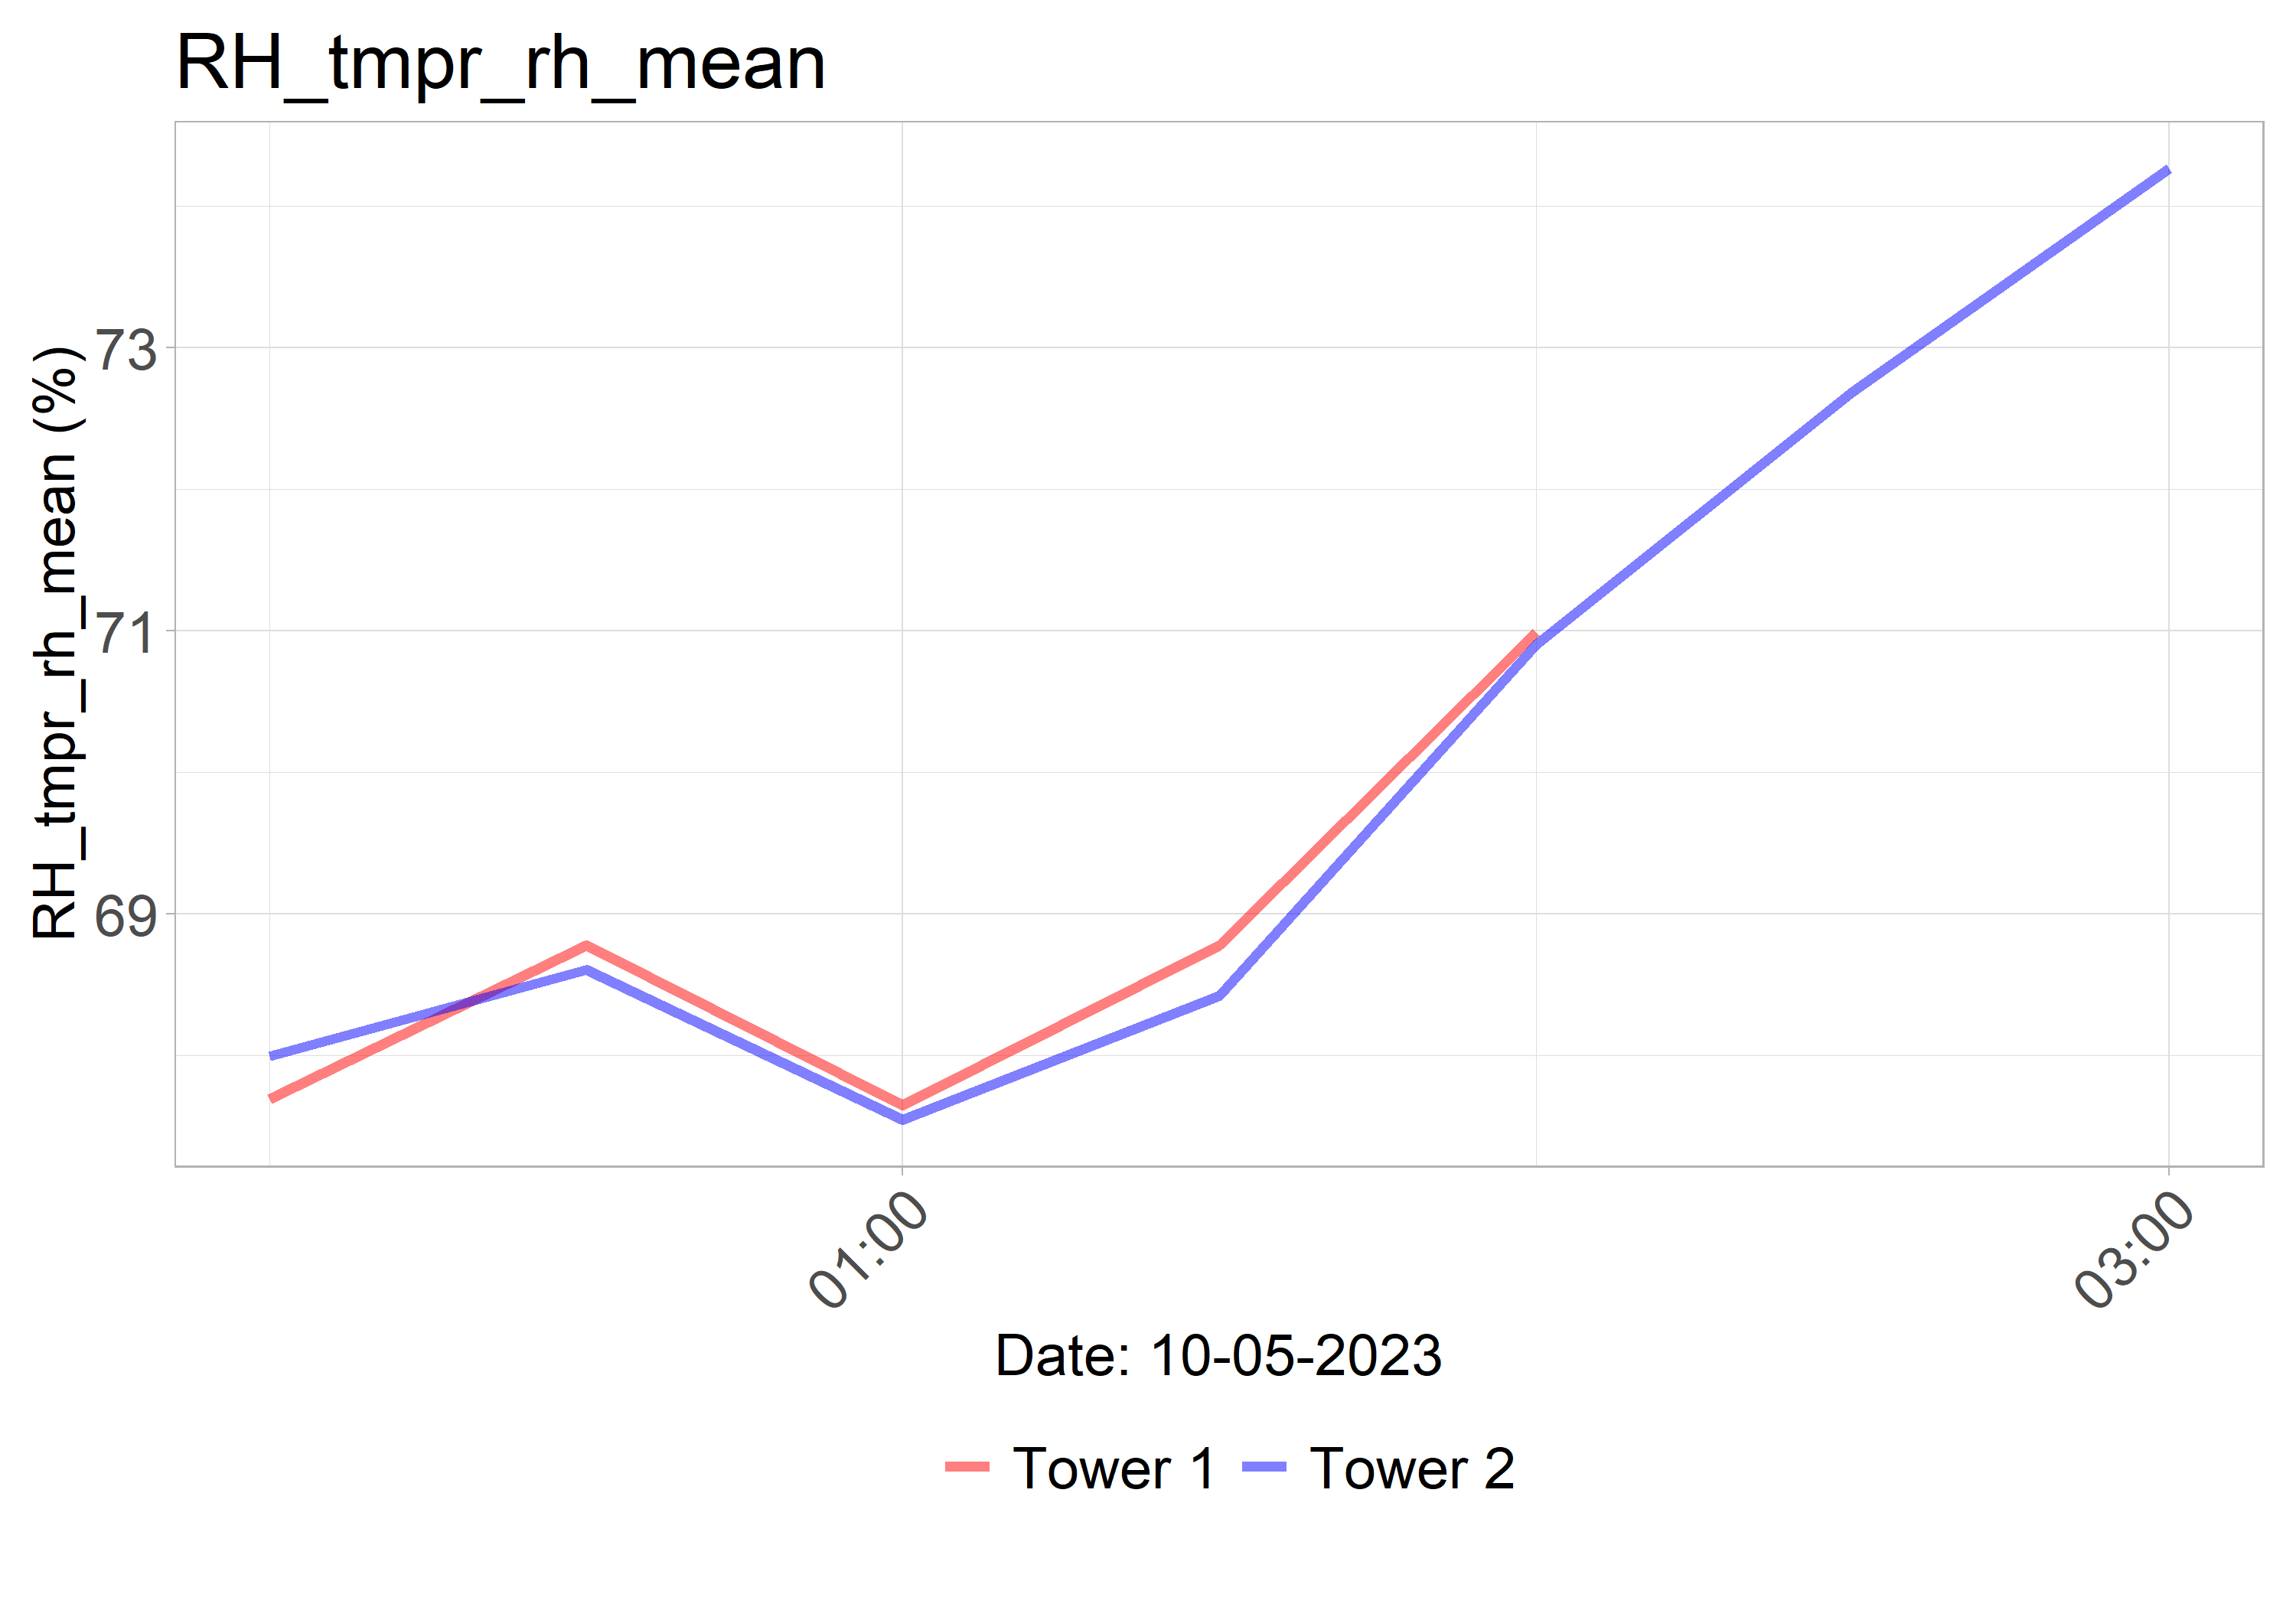 RH_tmpr_rh_mean
RH_tmpr_rh_mean (%)
73
71
69
01:00
03:00
Date: 10-05-2023
Tower 1
Tower 2